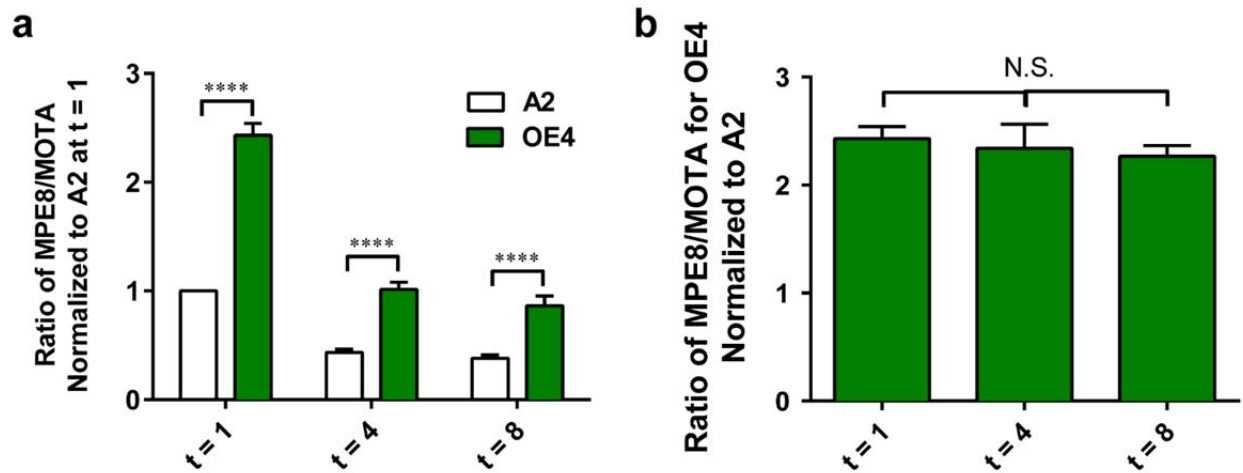 a
Ratio of MPE8/MOTA
Normalized to A2 at t = 1
3
2
1
0
****
****
****
A2
OE4
t = 1
t = 4
t = 8
b
Ratio of MPE8/MOTA for OE4
Normalized to A2
3
2
1
0
N.S.
t = 1
t = 4
t = 8